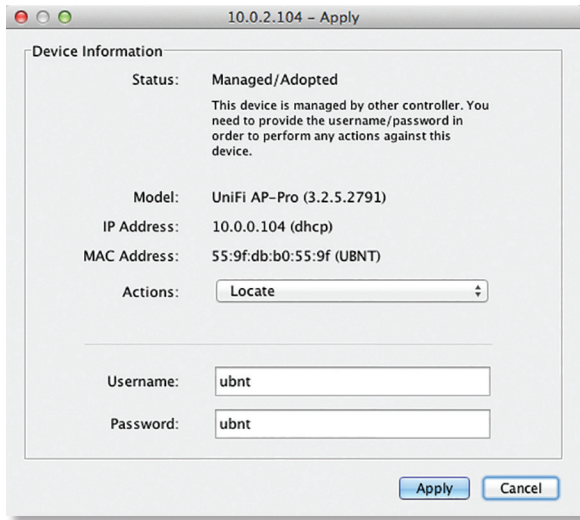 10.0.2.104 – Apply
Device Information
Status: Managed/Adopted
This device is managed by other controller. You
need to provide the username/password in
order to perform any actions against this
device.
Model: UniFi AP-Pro (3.2.5.2791)
IP Address: 10.0.0.104 (dhcp)
MAC Address: 55:9f:db:b0:55:9f (UBNT)
Actions: Locate
Username: ubnt
Password: ubnt
Apply Cancel